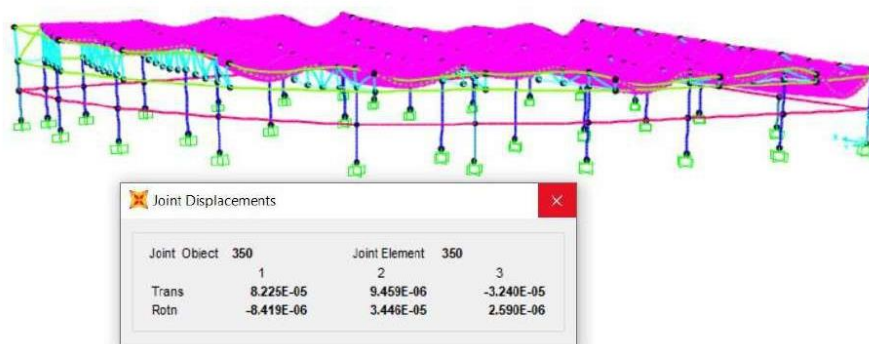 Joint Displacements
Joint Object 350 Joint Element 350
1 2 3
Trans 8.225E-05 9.459E-06 -3.240E-05
Rotn -8.419E-06 3.446E-05 2.590E-06